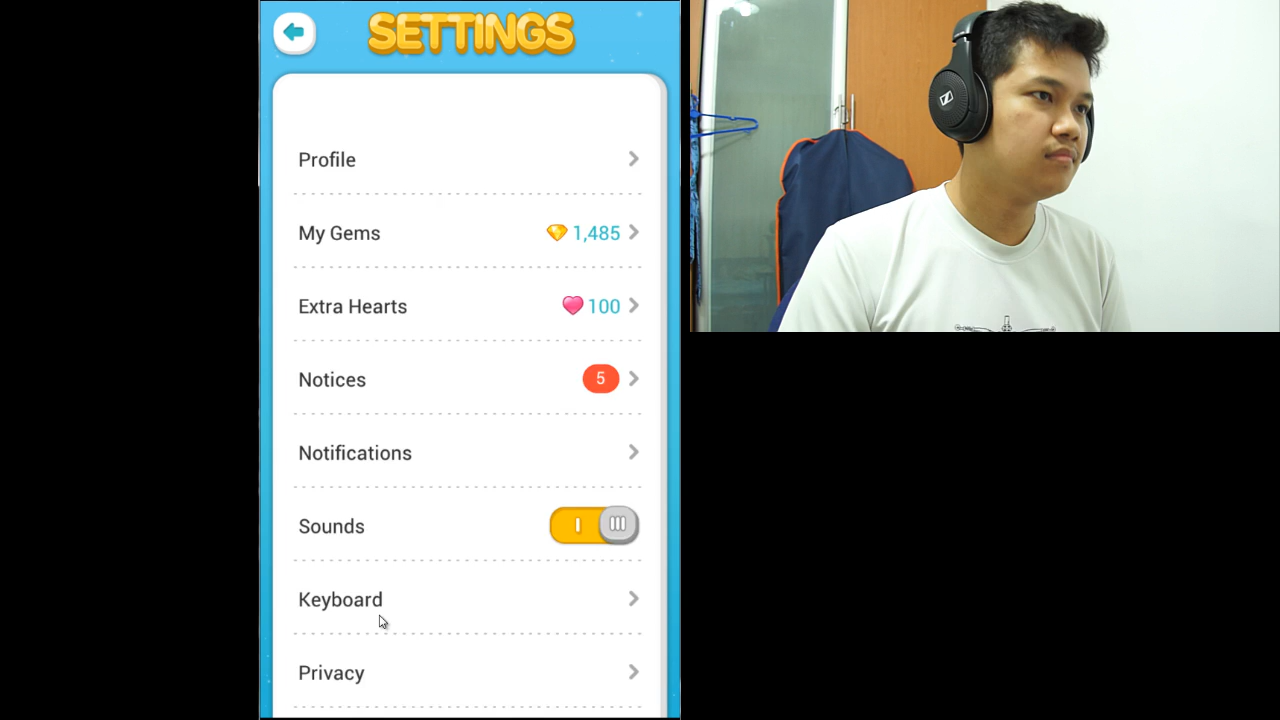 SETTINGS
Profile
My Gems 1,485
Extra Hearts 100
Notices 5
Notifications
Sounds
Keyboard
Privacy